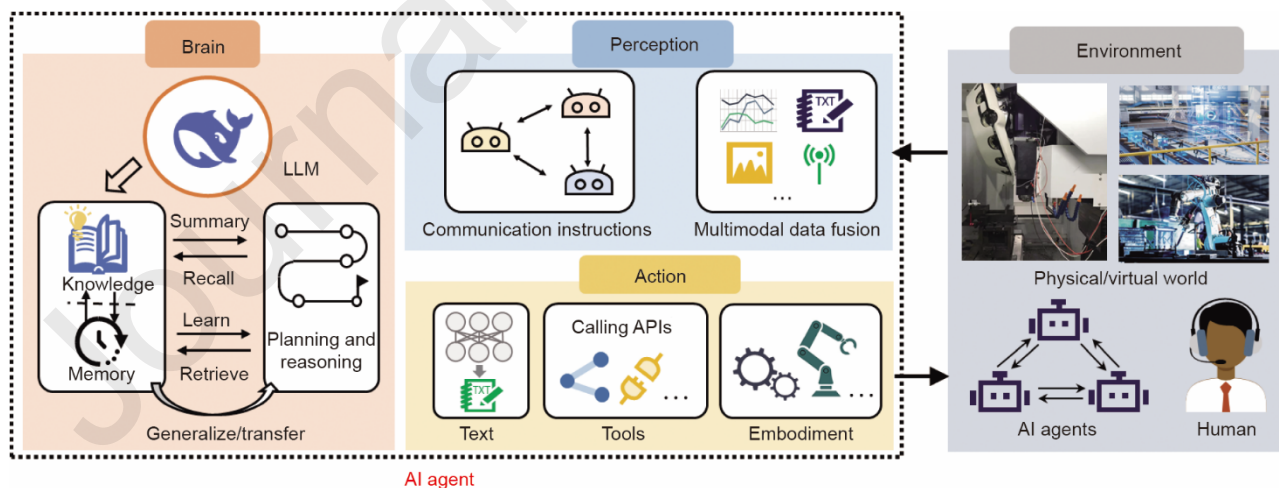 Brain
LLM
Knowledge
Memory
Summary
Recall
Learn
Retrieve
Planning and
reasoning
Generalize/transfer
Perception
Communication instructions
TXT
...
Multimodal data fusion
Action
TXT
Text
Calling APIs
...
Tools
...
Embodiment
Environment
Physical/virtual world
AI agents
Human
AI agent
Journal